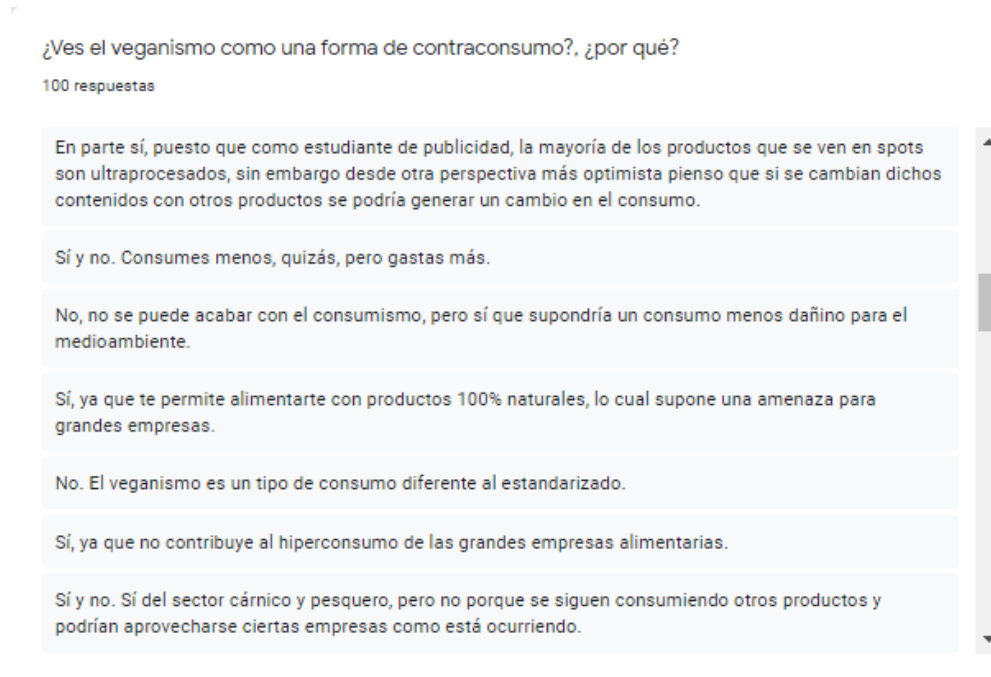 ¿Ves el veganismo como una forma de contraconsumo?, ¿por qué?
100 respuestas
En parte sí, puesto que como estudiante de publicidad, la mayoría de los productos que se ven en spots
son ultraprocesados, sin embargo desde otra perspectiva más optimista pienso que si se cambian dichos
contenidos con otros productos se podría generar un cambio en el consumo.
Sí y no. Consumes menos, quizás, pero gastas más.
No, no se puede acabar con el consumismo, pero sí que supondría un consumo menos dañino para el
medioambiente.
Sí, ya que te permite alimentarte con productos 100% naturales, lo cual supone una amenaza para
grandes empresas.
No. El veganismo es un tipo de consumo diferente al estandarizado.
Sí, ya que no contribuye al hiperconsumo de las grandes empresas alimentarias.
Sí y no. Sí del sector cárnico y pesquero, pero no porque se siguen consumiendo otros productos y
podrían aprovecharse ciertas empresas como está ocurriendo.